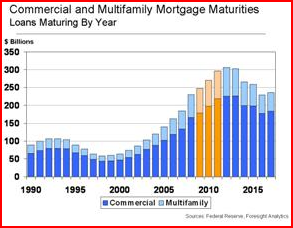 Commercial and Multifamily Mortgage Maturities
Loans Maturing By Year
$ Billions
350
300
250
200
150
100
50
0
1990 1995 2000 2005 2010 2015
Commercial Multifamily
Sources: Federal Reserve, Foresight Analytics